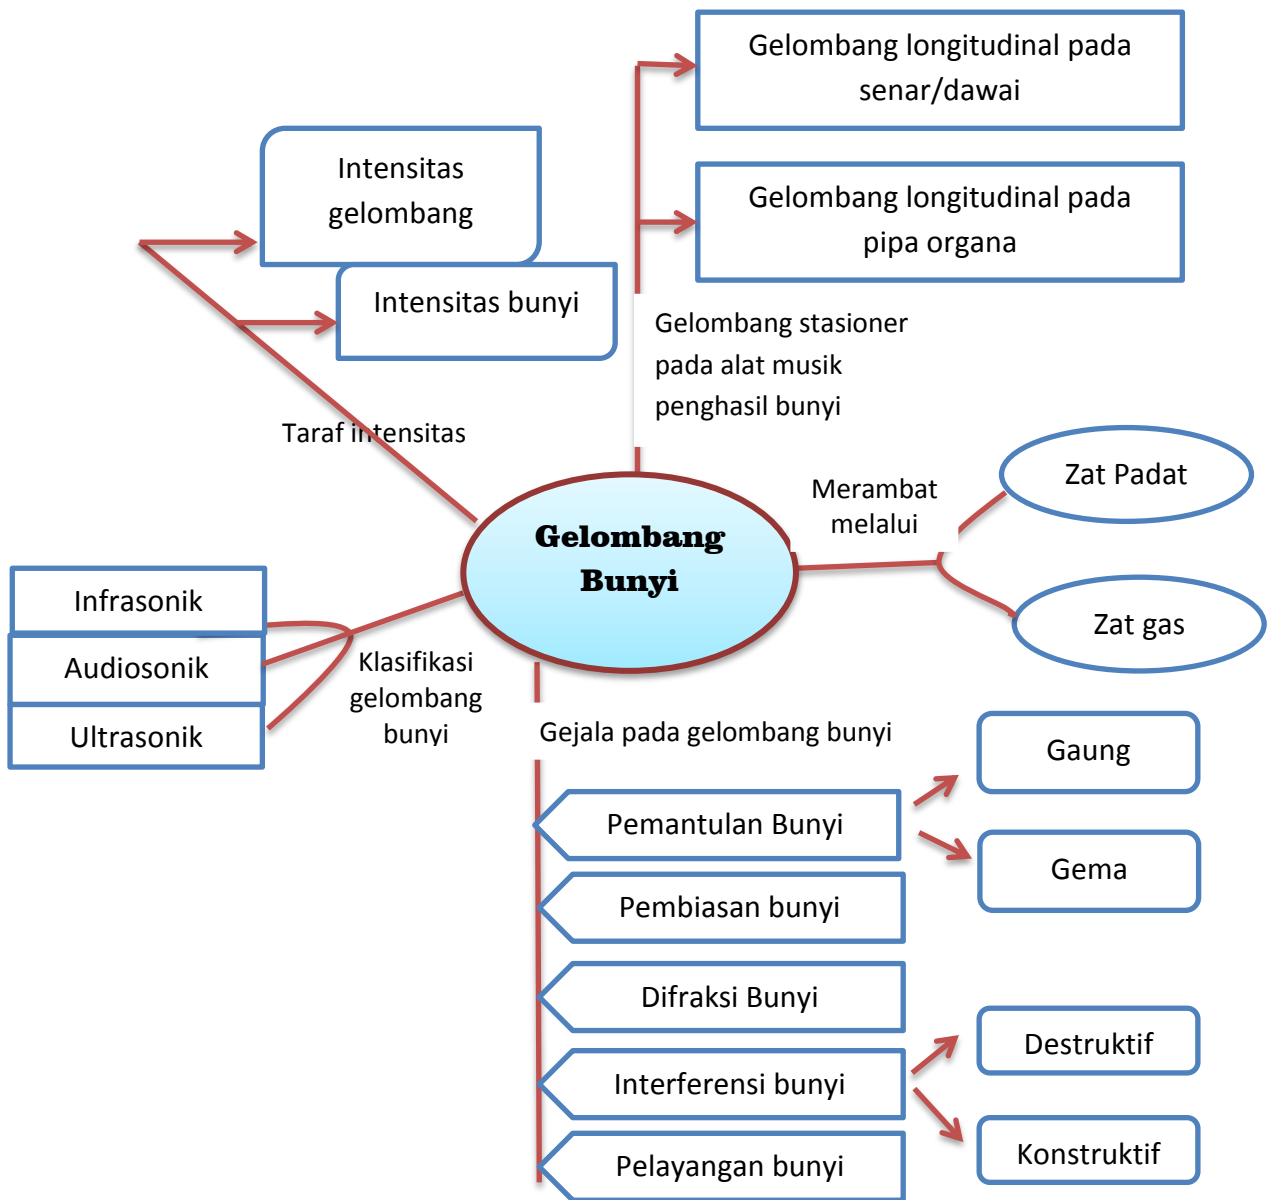 Gelombang longitudinal pada
senar/dawai
Intensitas
gelombang
Gelombang longitudinal pada
pipa organa
Intensitas bunyi
Gelombang stasioner
pada alat musik
penghasil bunyi
Taraf intensitas
Merambat
melalui
Zat Padat
Gelombang
Bunyi
Zat gas
Infrasonik
Audiosonik
Ultrasonik
Klasifikasi
gelombang
bunyi
Gejala pada gelombang bunyi
Pemantulan Bunyi
Gaung
Gema
Pembiasan bunyi
Difraksi Bunyi
Interferensi bunyi
Destruktif
Konstruktif
Pelayangan bunyi